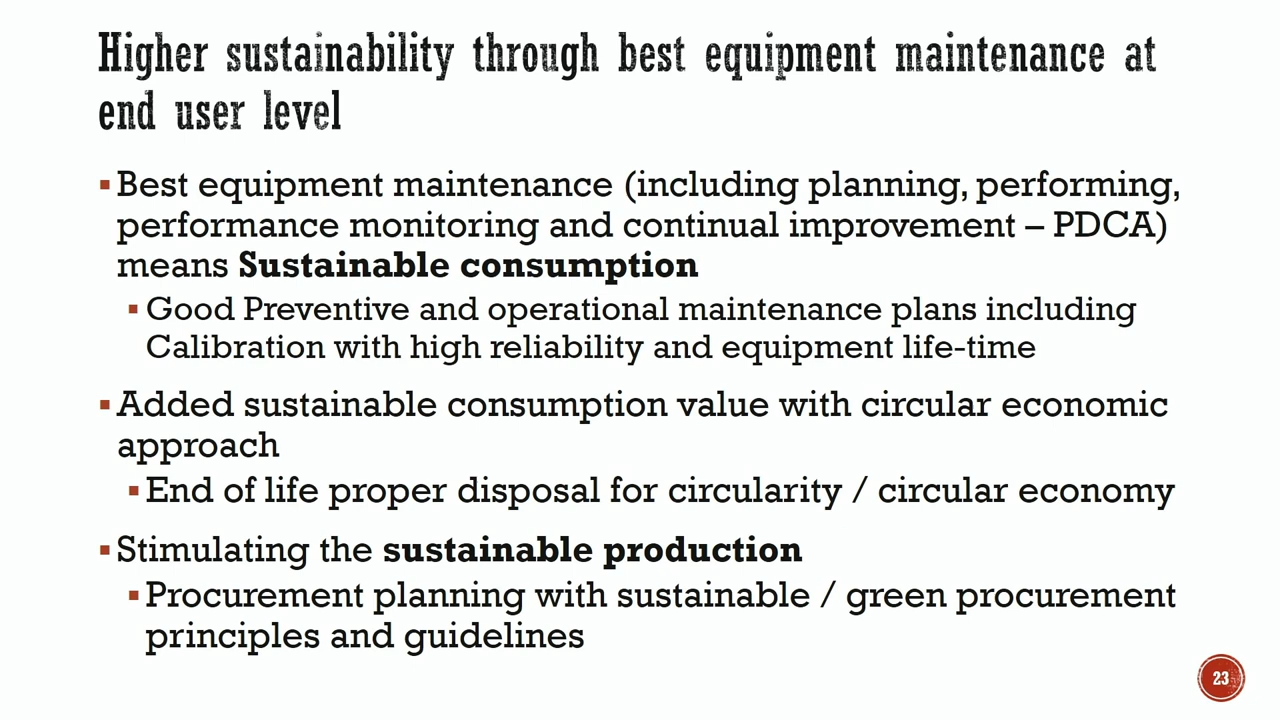 Higher sustainability through best equipment maintenance at
end user level
▪Best equipment maintenance (including planning, performing,
performance monitoring and continual improvement – PDCA)
means Sustainable consumption
▪Good Preventive and operational maintenance plans including
Calibration with high reliability and equipment life-time
▪Added sustainable consumption value with circular economic
approach
▪End of life proper disposal for circularity / circular economy
▪Stimulating the sustainable production
▪Procurement planning with sustainable / green procurement
principles and guidelines
23